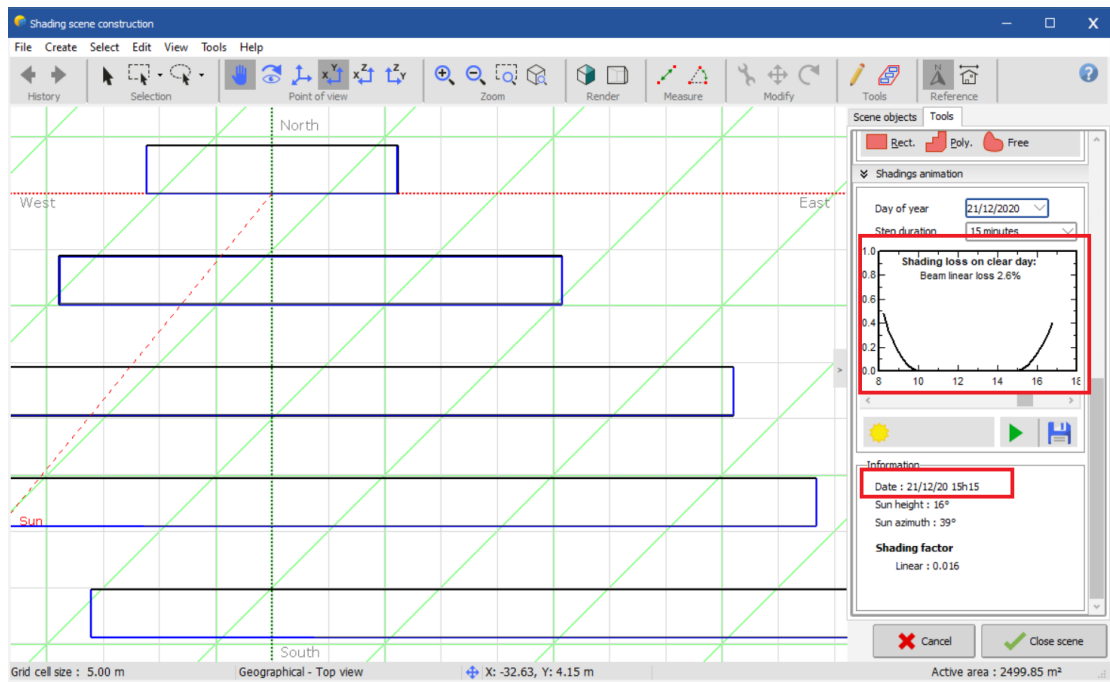 Shading scene construction
File Create Select Edit View Tools Help
History
Selection
Point of view
Zoom
Render
Measure
Modify
Tools
Reference
North
West
East
Sun
South
Scene objects Tools
Rect. Poly. Free
Shadings animation
Day of year 21/12/2020
Step duration 15 minutes
Shading loss on clear day:
Beam linear loss 2.6%
1.0
0.8
0.6
0.4
0.2
0.0
8 10 12 14 16 18
Information
Date : 21/12/20 15h15
Sun height : 16°
Sun azimuth : 39°
Shading factor
Linear : 0.016
Cancel Close scene
Grid cell size : 5.00 m Geographical - Top view X: -32.63, Y: 4.15 m Active area : 2499.85 m²